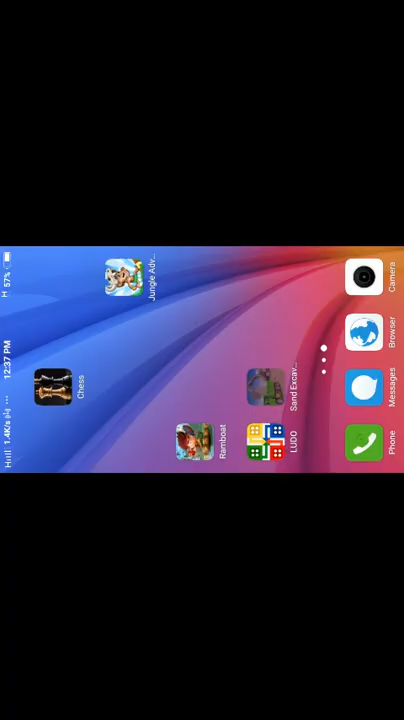 H 1.4K/s ... 12:37 PM H 57%
Chess
Jungle Adv...
Ramboat
LUDO
Sand Excav...
Phone
Messages
Browser
Camera